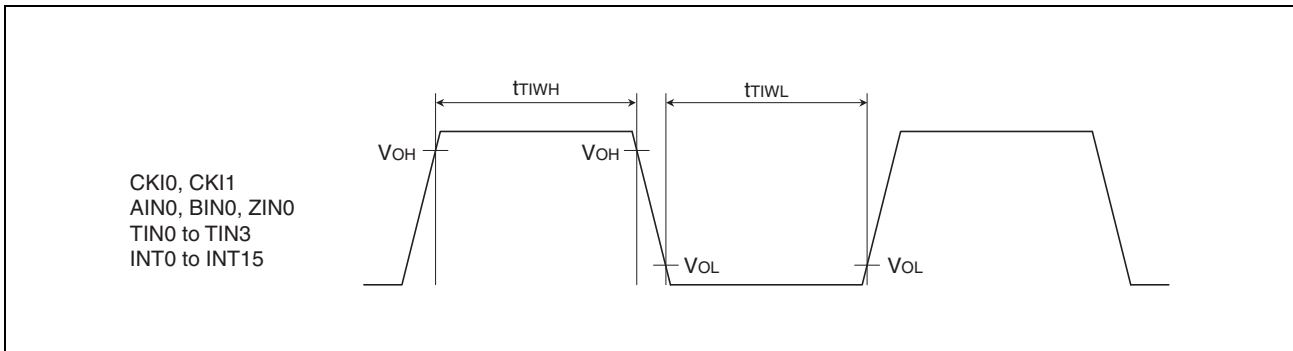 tTIWH
tTIWL
VOH
VOH
CKI0, CKI1
AIN0, BIN0, ZIN0
TIN0 to TIN3
INT0 to INT15
VOL
VOL